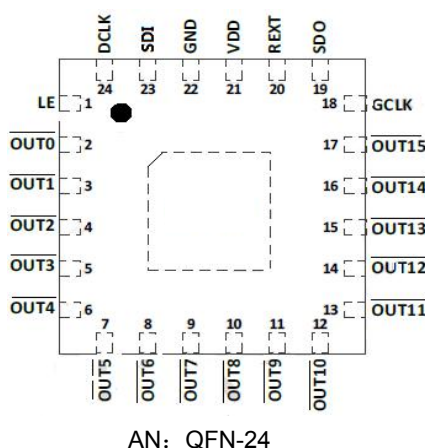 DCLK SDI GND VDD REXT SDO
24 23 22 21 20 19
LE 1 18 GCLK
OUT0 2 17 OUT15
OUT1 3 16 OUT14
OUT2 4 15 OUT13
OUT3 5 14 OUT12
OUT4 6 13 OUT11
7 8 9 10 11 12
OUT5 OUT6 OUT7 OUT8 OUT9 OUT10
AN：QFN-24